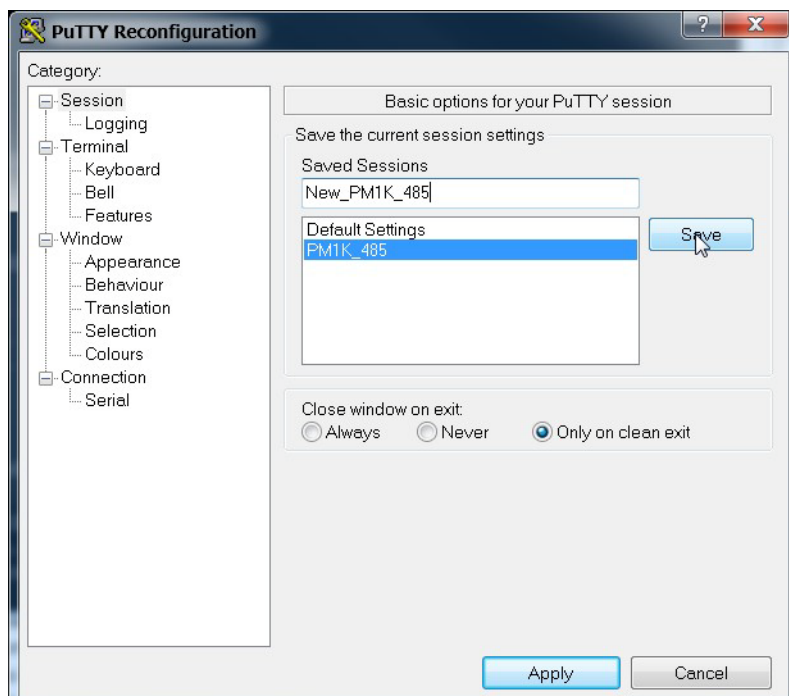 PuTTY Reconfiguration
?
X
Category:
Session
Logging
Terminal
Keyboard
Bell
Features
Window
Appearance
Behaviour
Translation
Selection
Colours
Connection
Serial
Basic options for your PuTTY session
Save the current session settings
Saved Sessions
New_PM1K_485
Default Settings
PM1K_485
Save
Close window on exit:
Always Never Only on clean exit
Apply Cancel